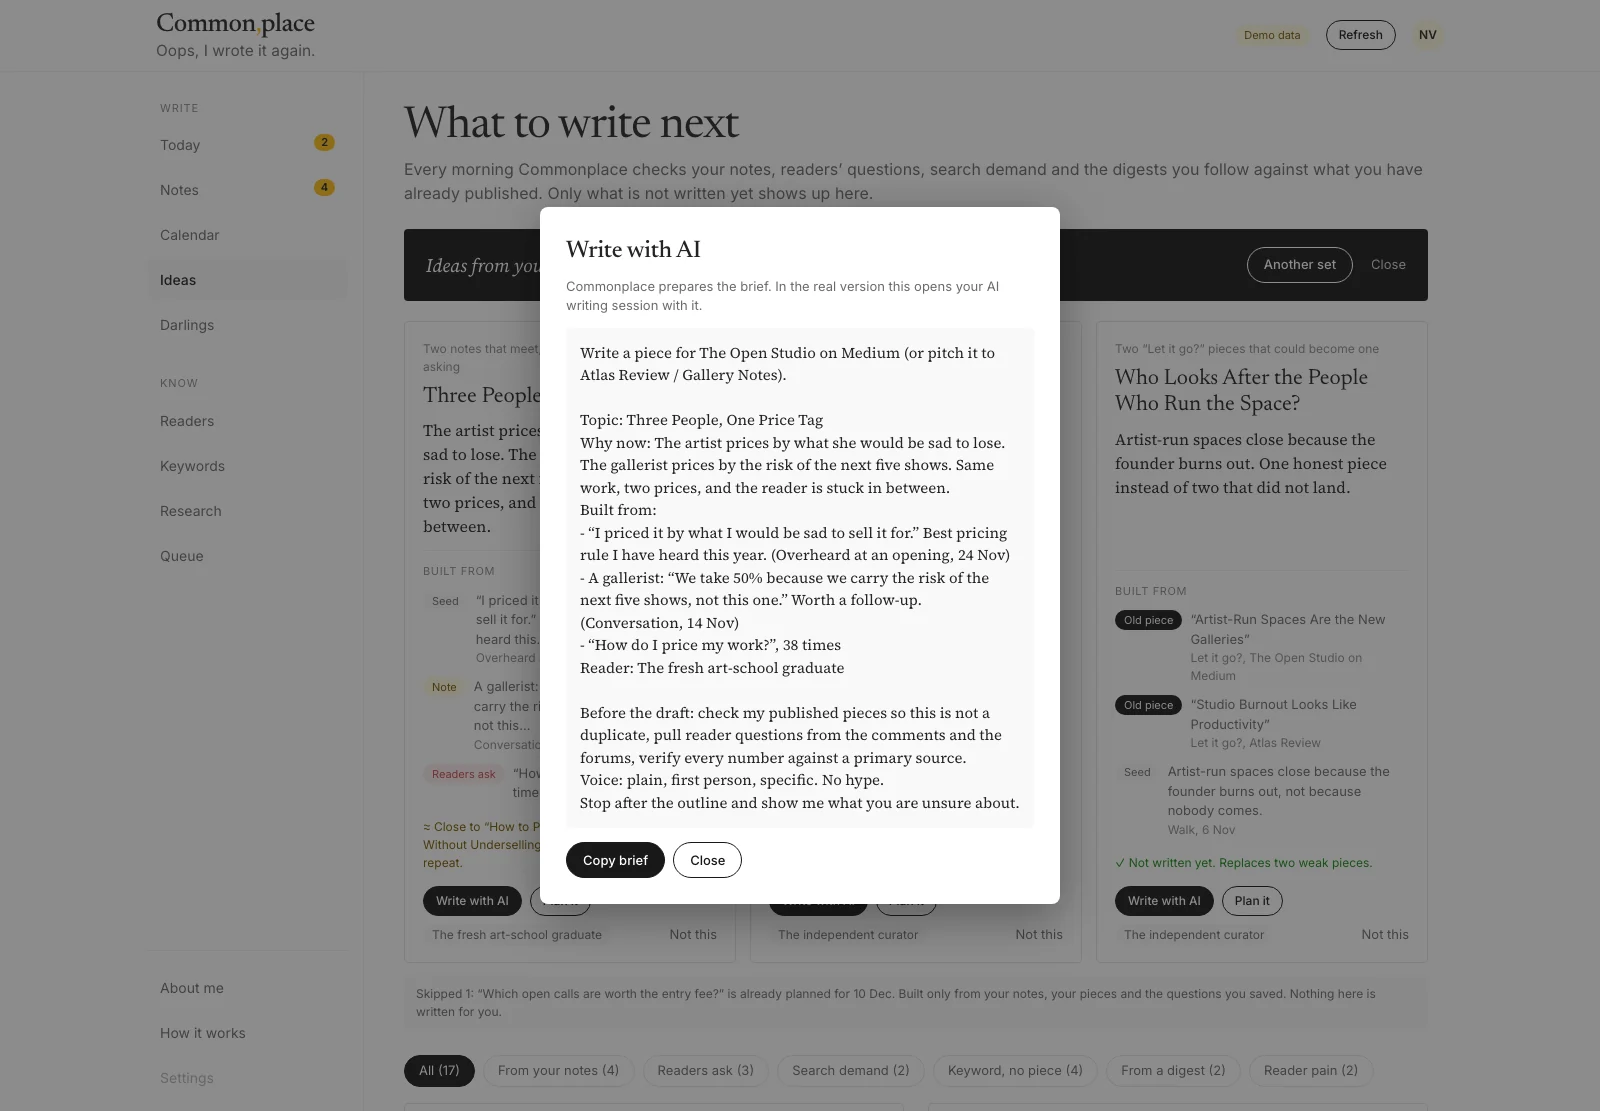 Common,place
Oops, I wrote it again.
Demo data
Refresh
NV
WRITE
Today
2
Notes
4
Calendar
Ideas
Darlings
KNOW
Readers
Keywords
Research
Queue
About me
How it works
Settings
What to write next
Every morning Commonplace checks your notes, readers’ questions, search demand and the digests you follow against what you have
already published. Only what is not written yet shows up here.
Ideas from you
Another set
Close
Two notes that meet,
asking
Three People
The artist prices
sad to lose. The
risk of the next
two prices, and
between.
BUILT FROM
Seed
“I priced it
sell it for.”
heard this.
Overheard
Note
A gallerist:
carry the ri
not this…
Conversatio
Readers ask
“How
time
≈ Close to “How to P
Without Underselling
repeat.
Write with AI
The fresh art-school graduate
Not this
Write with AI
Commonplace prepares the brief. In the real version this opens your AI
writing session with it.
Write a piece for The Open Studio on Medium (or pitch it to
Atlas Review / Gallery Notes).
Topic: Three People, One Price Tag
Why now: The artist prices by what she would be sad to lose.
The gallerist prices by the risk of the next five shows. Same
work, two prices, and the reader is stuck in between.
Built from:
- “I priced it by what I would be sad to sell it for.” Best pricing
rule I have heard this year. (Overheard at an opening, 24 Nov)
- A gallerist: “We take 50% because we carry the risk of the
next five shows, not this one.” Worth a follow-up.
(Conversation, 14 Nov)
- “How do I price my work?”, 38 times
Reader: The fresh art-school graduate
Before the draft: check my published pieces so this is not a
duplicate, pull reader questions from the comments and the
forums, verify every number against a primary source.
Voice: plain, first person, specific. No hype.
Stop after the outline and show me what you are unsure about.
Copy brief
Close
The independent curator
Not this
Two “Let it go?” pieces that could become one
Who Looks After the People
Who Run the Space?
Artist-run spaces close because the
founder burns out. One honest piece
instead of two that did not land.
BUILT FROM
Old piece
“Artist-Run Spaces Are the New
Galleries”
Let it go?, The Open Studio on
Medium
Old piece
“Studio Burnout Looks Like
Productivity”
Let it go?, Atlas Review
Seed
Artist-run spaces close because the
founder burns out, not because
nobody comes.
Walk, 6 Nov
✓ Not written yet. Replaces two weak pieces.
Write with AI
Plan it
The independent curator
Not this
Skipped 1: “Which open calls are worth the entry fee?” is already planned for 10 Dec. Built only from your notes, your pieces and the questions you saved. Nothing here is
written for you.
All (17)
From your notes (4)
Readers ask (3)
Search demand (2)
Keyword, no piece (4)
From a digest (2)
Reader pain (2)